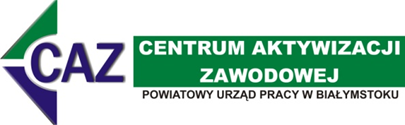 CAZ
CENTRUM AKTYWIZACJI
ZAWODOWEJ
POWIATOWY URZĄD PRACY W BIAŁYMSTOKU